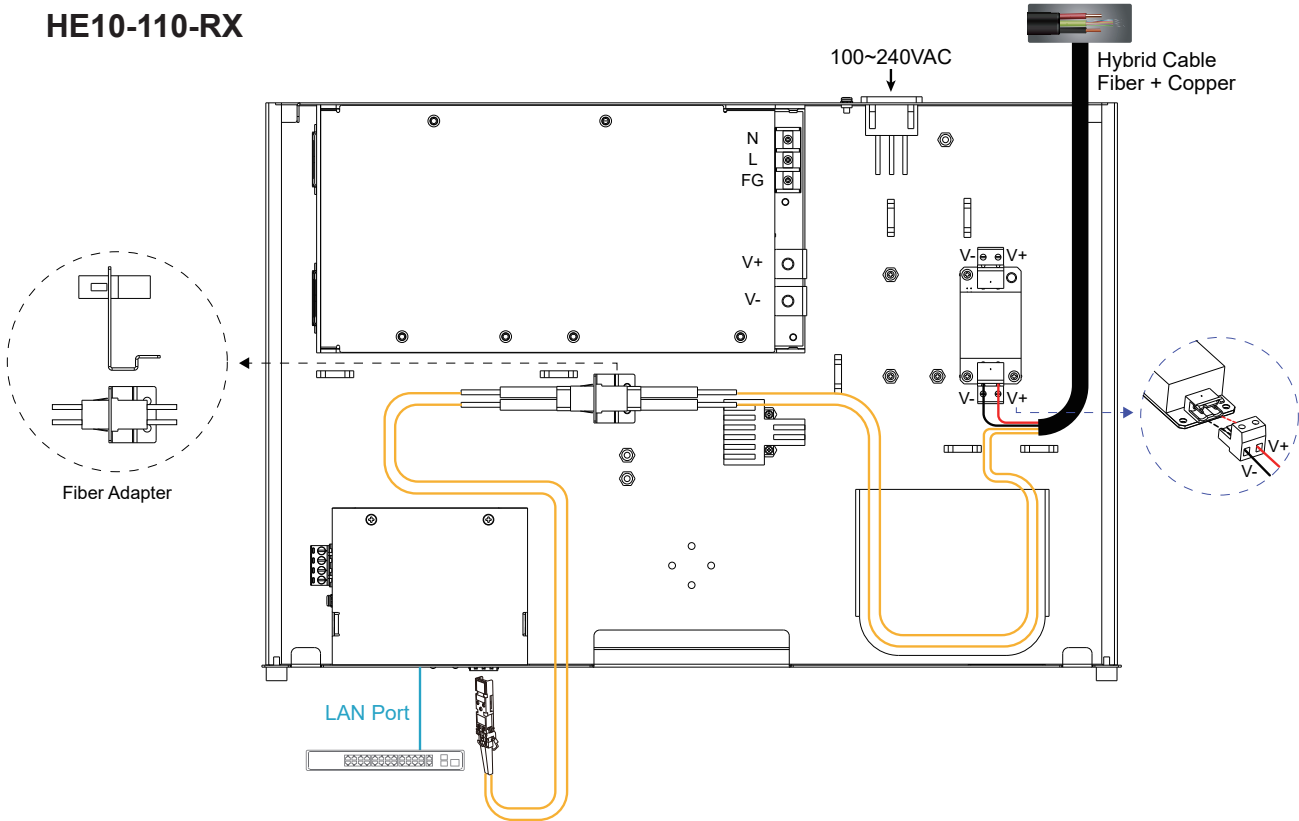 HE10-110-RX
100~240VAC
Hybrid Cable
Fiber + Copper
N
L
FG
V+
V-
V- V+
V- V+
V+
V-
Fiber Adapter
LAN Port